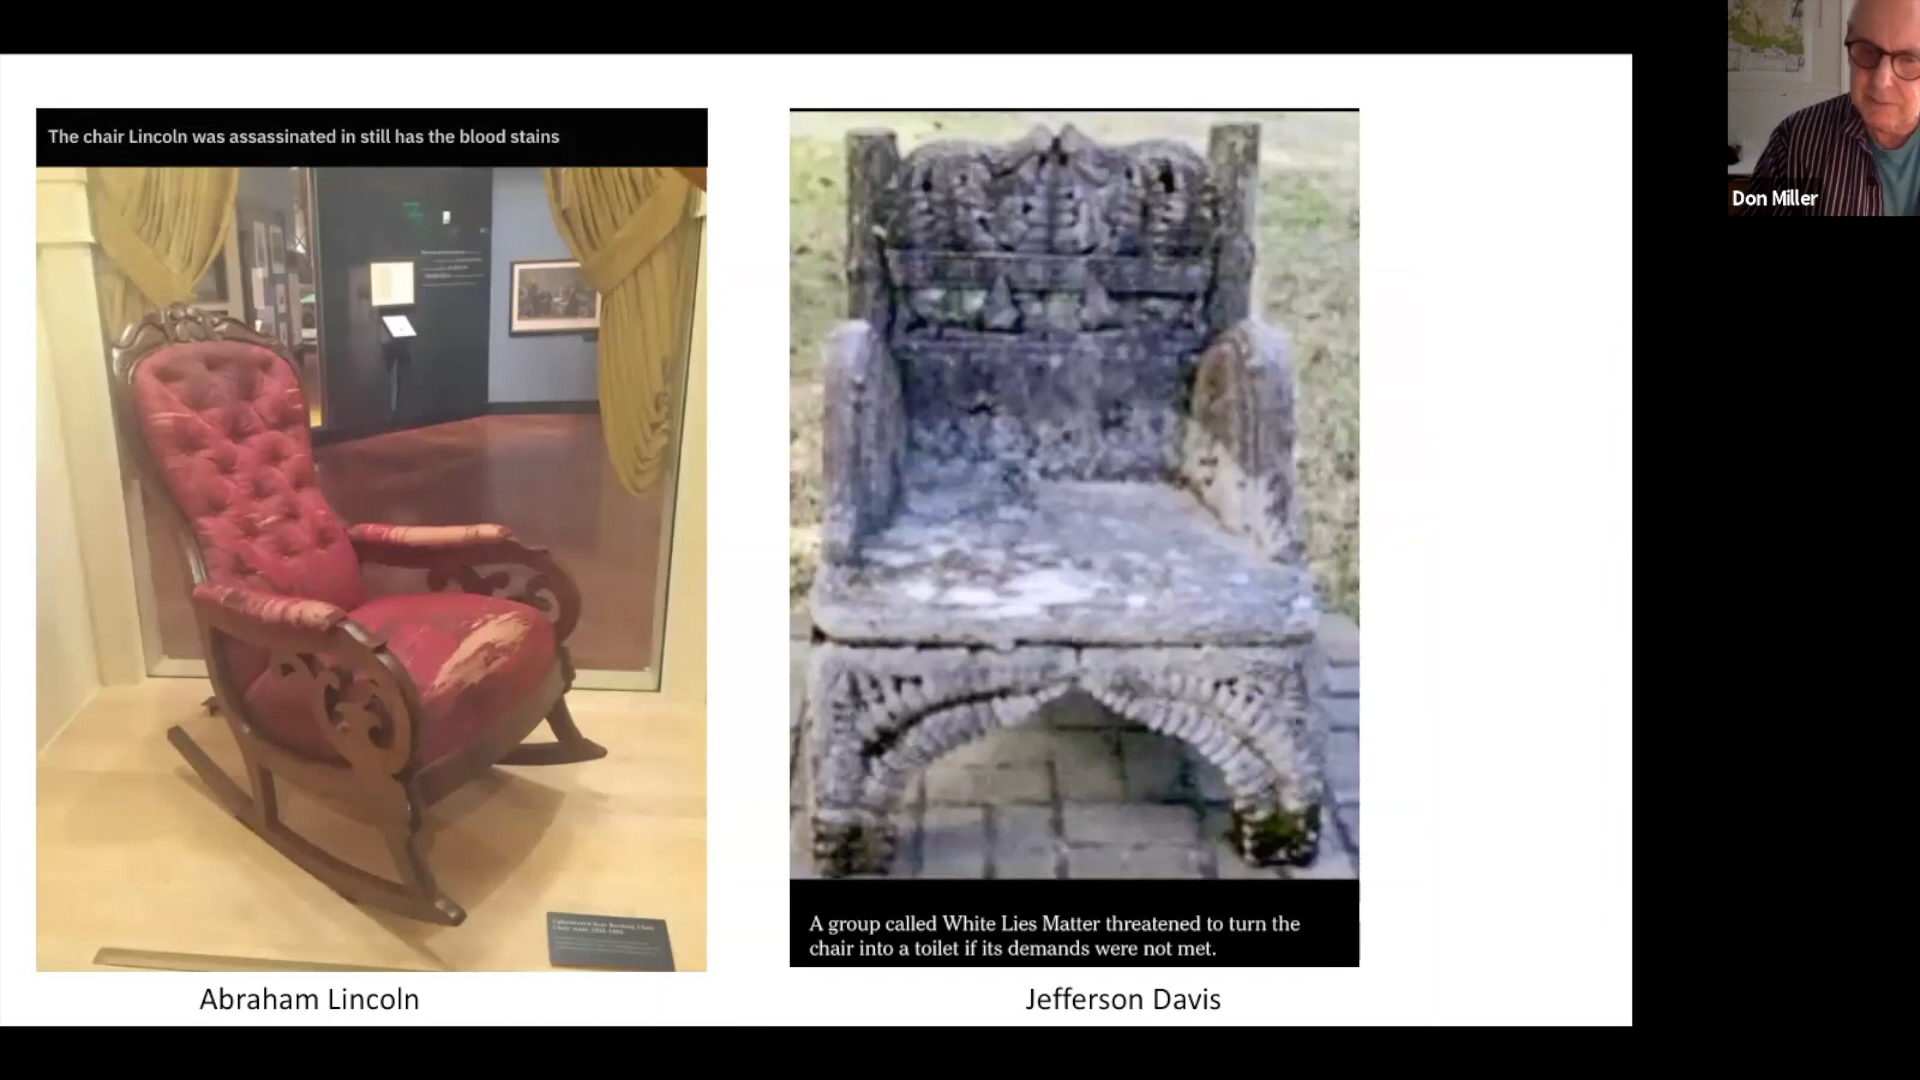 The chair Lincoln was assassinated in still has the blood stains
A group called White Lies Matter threatened to turn the
chair into a toilet if its demands were not met.
Abraham Lincoln
Jefferson Davis
Don Miller